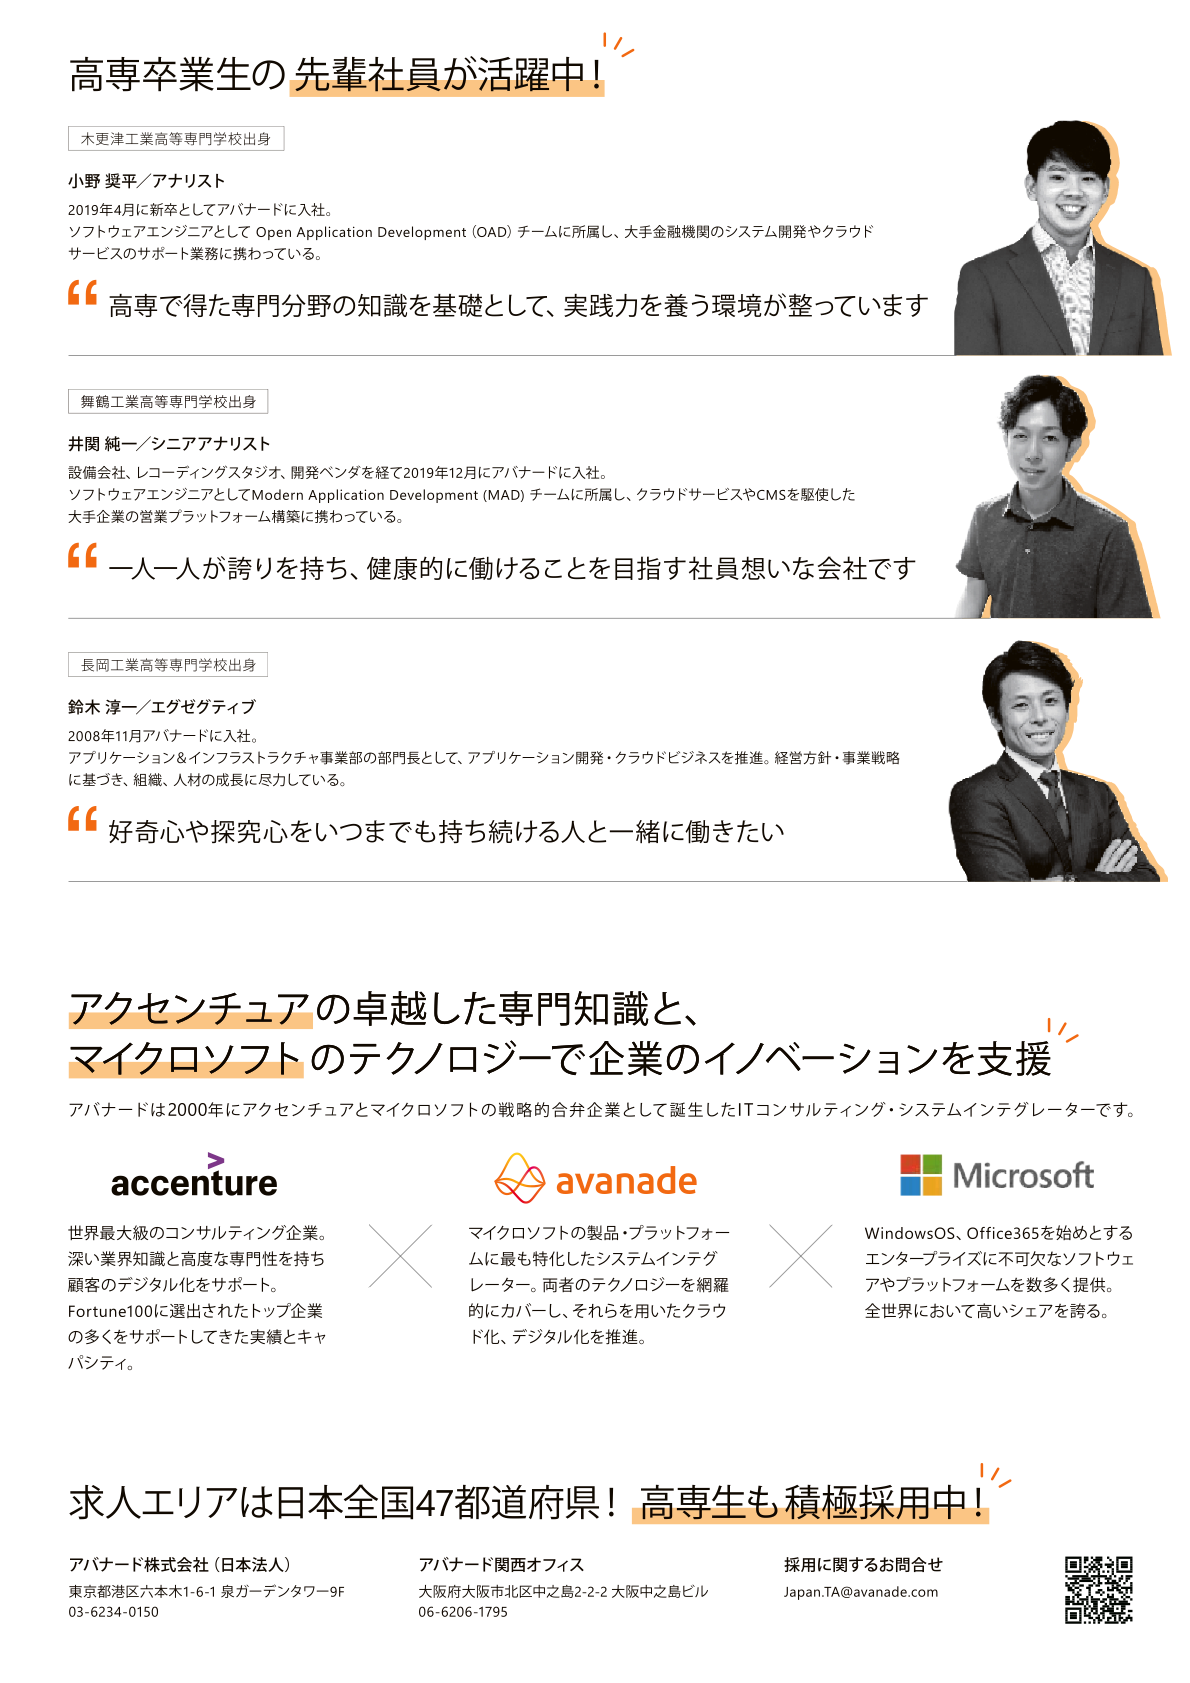 高専卒業生の先輩社員が活躍中！
木更津工業高等専門学校出身
小野 奨平／アナリスト
2019年4月に新卒としてアバナードに入社。
ソフトウェアエンジニアとして Open Application Development（OAD）チームに所属し、大手金融機関のシステム開発やクラウド
サービスのサポート業務に携わっている。
“ 高専で得た専門分野の知識を基礎として、実践力を養う環境が整っています
舞鶴工業高等専門学校出身
井関 純一／シニアアナリスト
設備会社、レコーディングスタジオ、開発ベンダを経て2019年12月にアバナードに入社。
ソフトウェアエンジニアとしてModern Application Development (MAD) チームに所属し、クラウドサービスやCMSを駆使した
大手企業の営業プラットフォーム構築に携わっている。
“ 一人一人が誇りを持ち、健康的に働けることを目指す社員想いな会社です
長岡工業高等専門学校出身
鈴木 淳一／エグゼグティブ
2008年11月アバナードに入社。
アプリケーション＆インフラストラクチャ事業部の部門長として、アプリケーション開発・クラウドビジネスを推進。経営方針・事業戦略
に基づき、組織、人材の成長に尽力している。
“ 好奇心や探究心をいつまでも持ち続ける人と一緒に働きたい
アクセンチュアの卓越した専門知識と、
マイクロソフトのテクノロジーで企業のイノベーションを支援
アバナードは2000年にアクセンチュアとマイクロソフトの戦略的合弁企業として誕生したITコンサルティング・システムインテグレーターです。
accenture
世界最大級のコンサルティング企業。
深い業界知識と高度な専門性を持ち
顧客のデジタル化をサポート。
Fortune100に選出されたトップ企業
の多くをサポートしてきた実績とキャ
パシティ。
avanade
マイクロソフトの製品・プラットフォー
ムに最も特化したシステムインテグ
レーター。両者のテクノロジーを網羅
的にカバーし、それらを用いたクラウ
ド化、デジタル化を推進。
Microsoft
WindowsOS、Office365を始めとする
エンタープライズに不可欠なソフトウェ
アやプラットフォームを数多く提供。
全世界において高いシェアを誇る。
求人エリアは日本全国47都道府県！ 高専生も積極採用中！
アバナード株式会社（日本法人）
東京都港区六本木1-6-1 泉ガーデンタワー9F
03-6234-0150
アバナード関西オフィス
大阪府大阪市北区中之島2-2-2 大阪中之島ビル
06-6206-1795
採用に関するお問合せ
Japan.TA@avanade.com